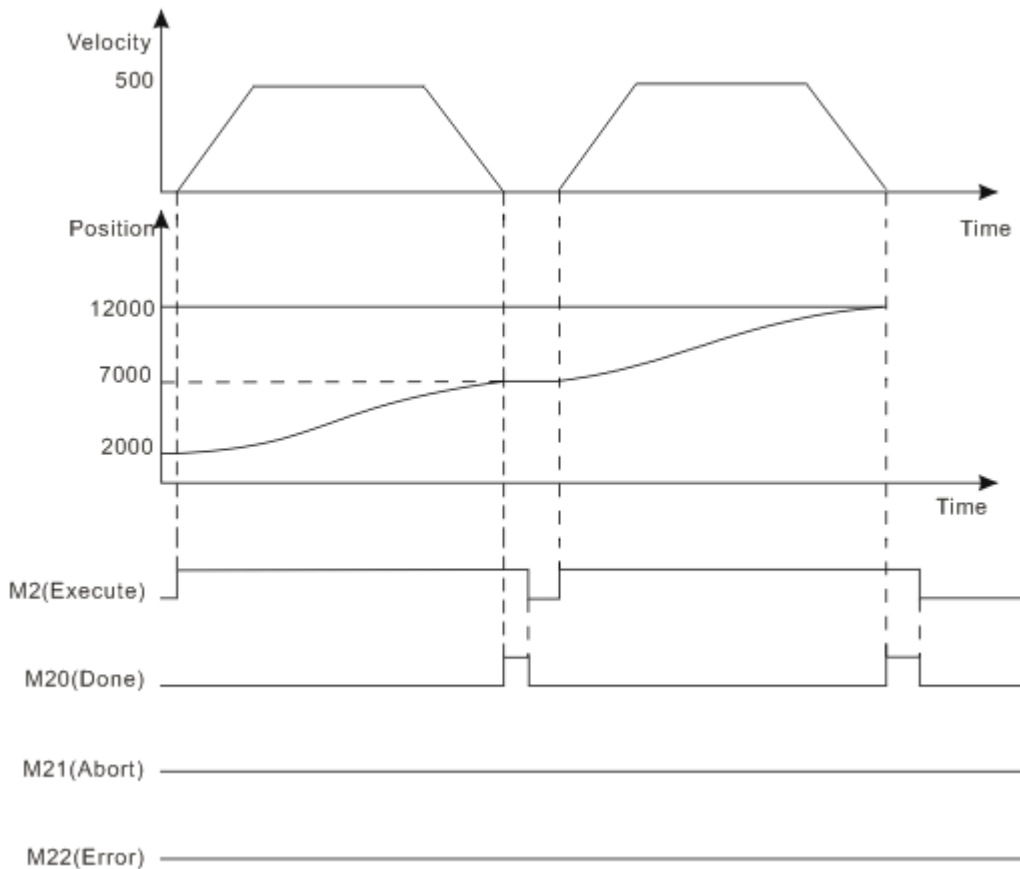 Velocity
500
Time
Position
12000
7000
2000
Time
M2(Execute)
M20(Done)
M21(Abort)
M22(Error)